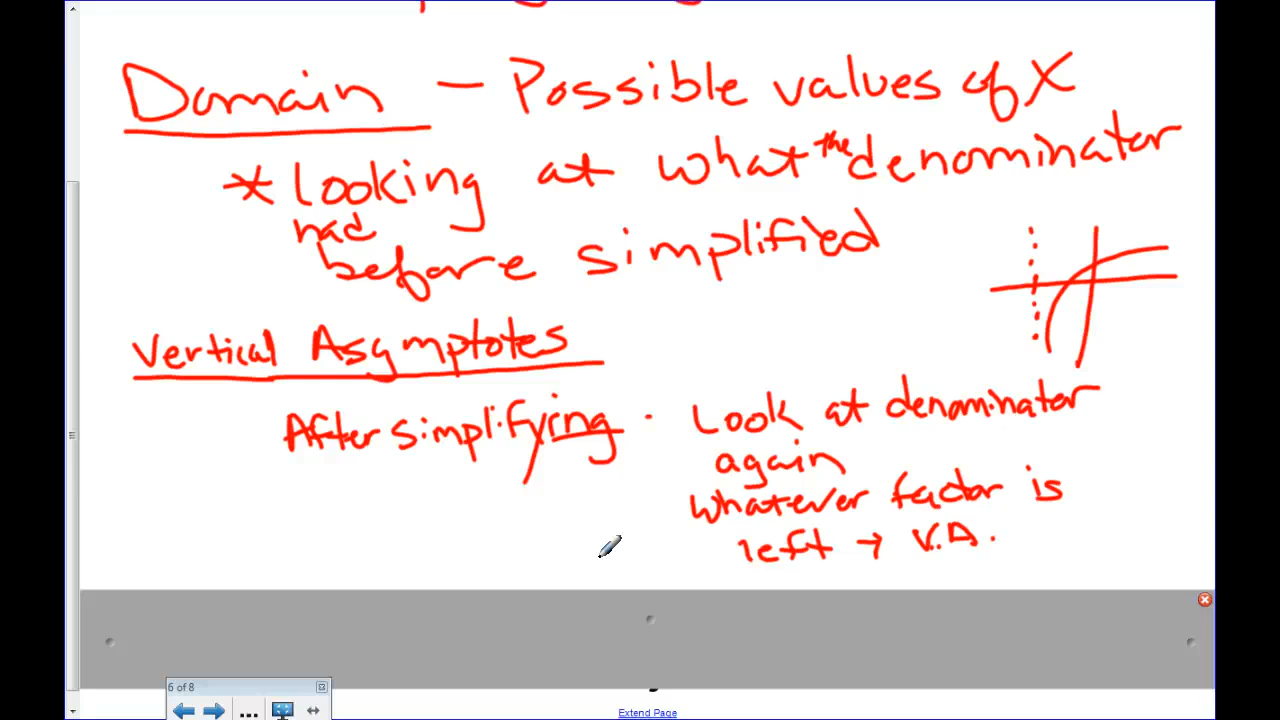 Domain - Possible values of X
* looking at what the denominator
had
before simplified
Vertical Asymptotes
After simplifying . Look at denominator
again
whatever factor is
left → V.A.
6 of 8
...
Extend Page